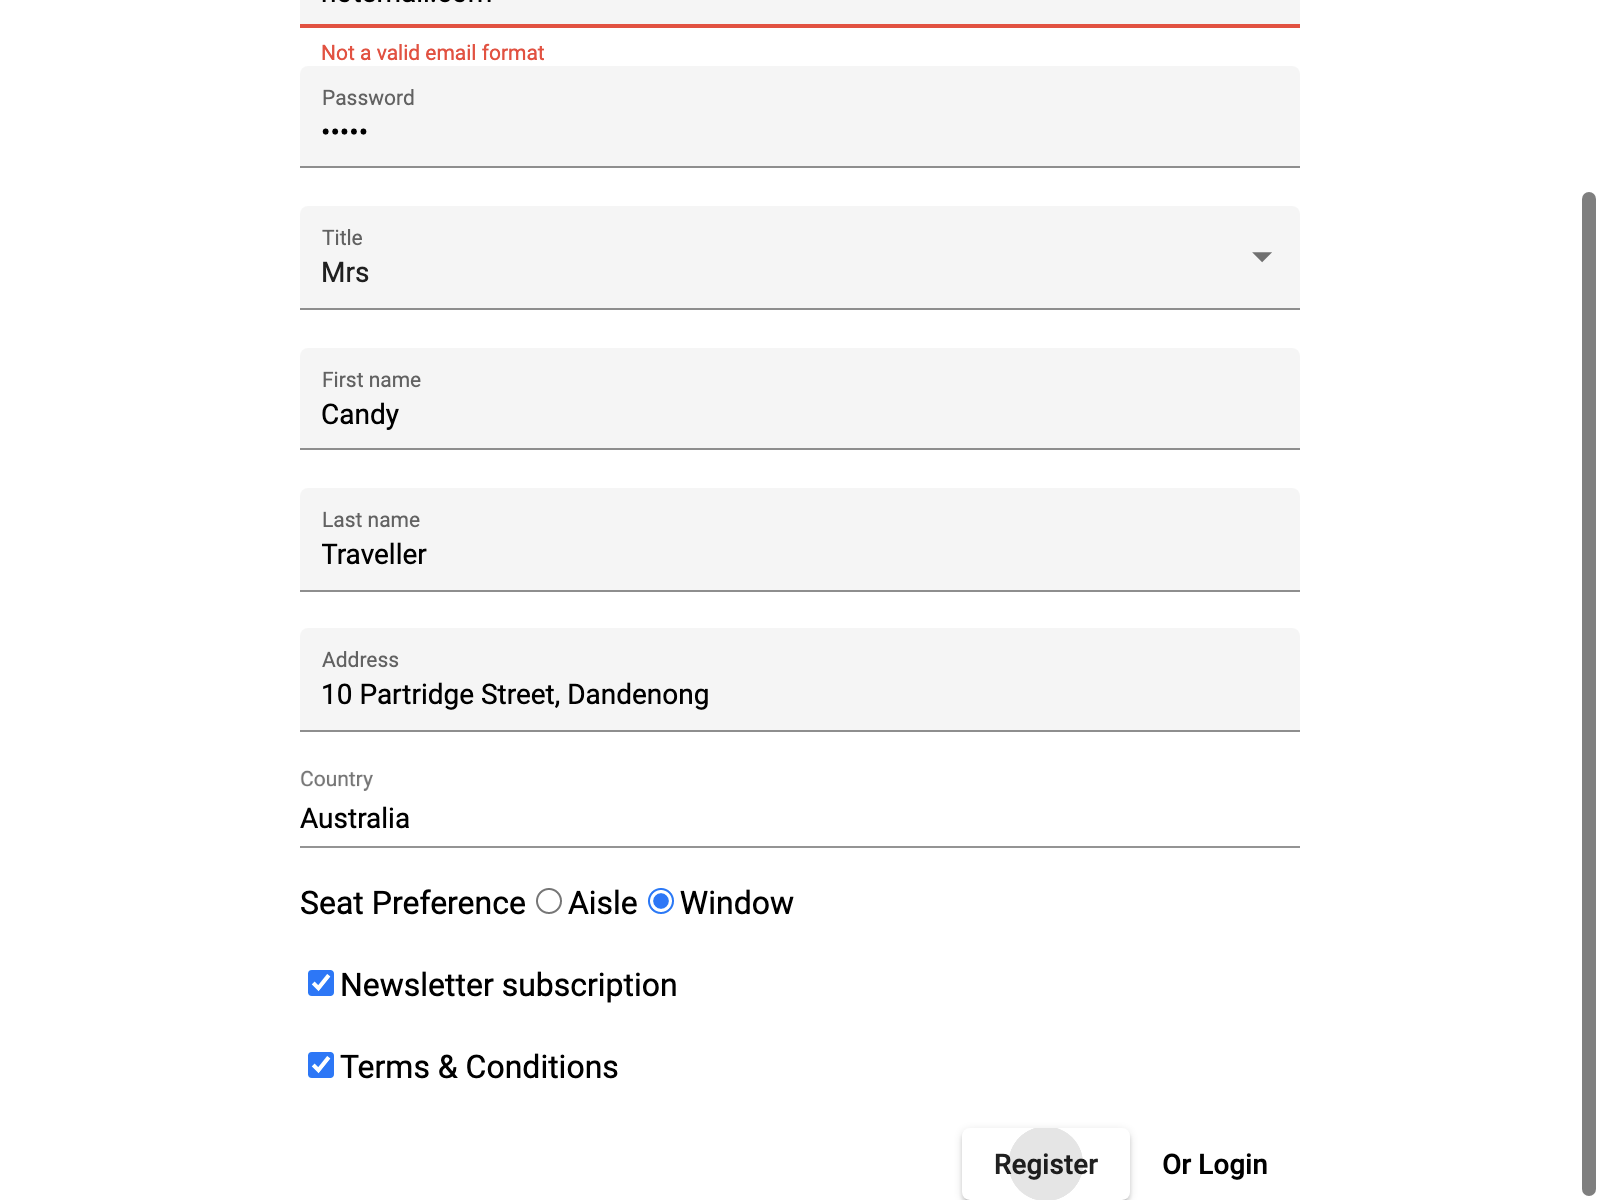 Not a valid email format
Password
•••••
Title
Mrs
First name
Candy
Last name
Traveller
Address
10 Partridge Street, Dandenong
Country
Australia
Seat Preference Aisle Window
Newsletter subscription
Terms & Conditions
Register Or Login